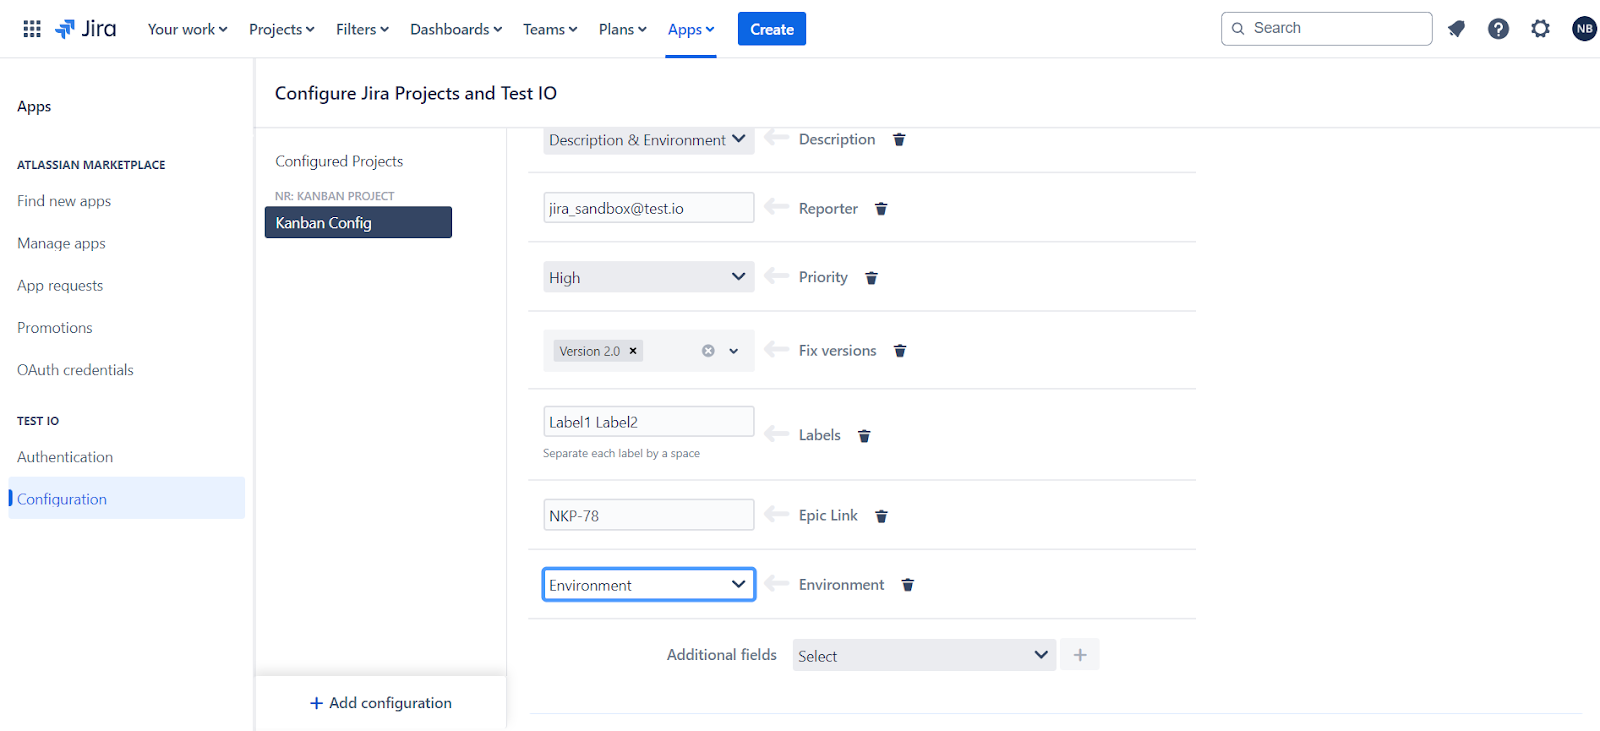 Jira
Your work
Projects
Filters
Dashboards
Teams
Plans
Apps
Create
Search
NB
Apps
ATLASSIAN MARKETPLACE
Find new apps
Manage apps
App requests
Promotions
OAuth credentials
TEST IO
Authentication
Configuration
Configure Jira Projects and Test IO
Configured Projects
NR: KANBAN PROJECT
Kanban Config
+ Add configuration
Description & Environment Description
jira_sandbox@test.io Reporter
High Priority
Version 2.0 Fix versions
Label1 Label2 Labels
Separate each label by a space
NKP-78 Epic Link
Environment Environment
Additional fields Select +